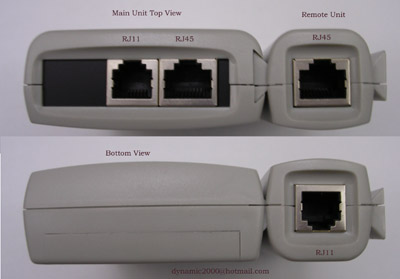 Main Unit Top View
Remote Unit
RJ11
RJ45
RJ45
Bottom View
RJ11
dynamic2000@hotmail.com